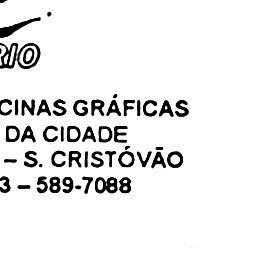 RIO
CINAS GRÁFICAS
DA CIDADE
– S. CRISTÓVÃO
3 – 589-7088